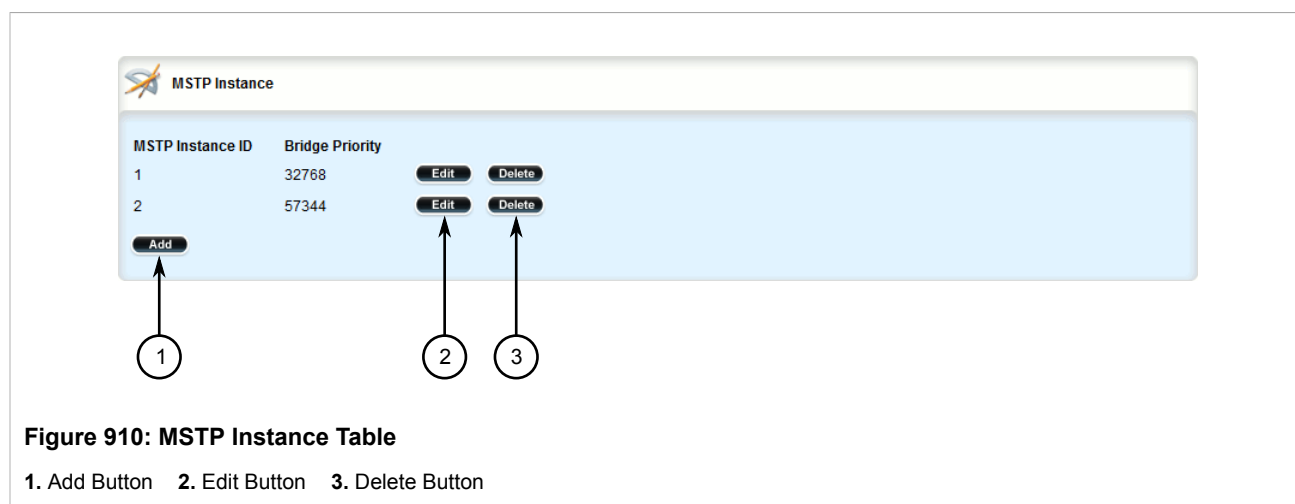 MSTP Instance
MSTP Instance ID Bridge Priority
1 32768 Edit Delete
2 57344 Edit Delete
Add
1 2 3
Figure 910: MSTP Instance Table
1. Add Button 2. Edit Button 3. Delete Button